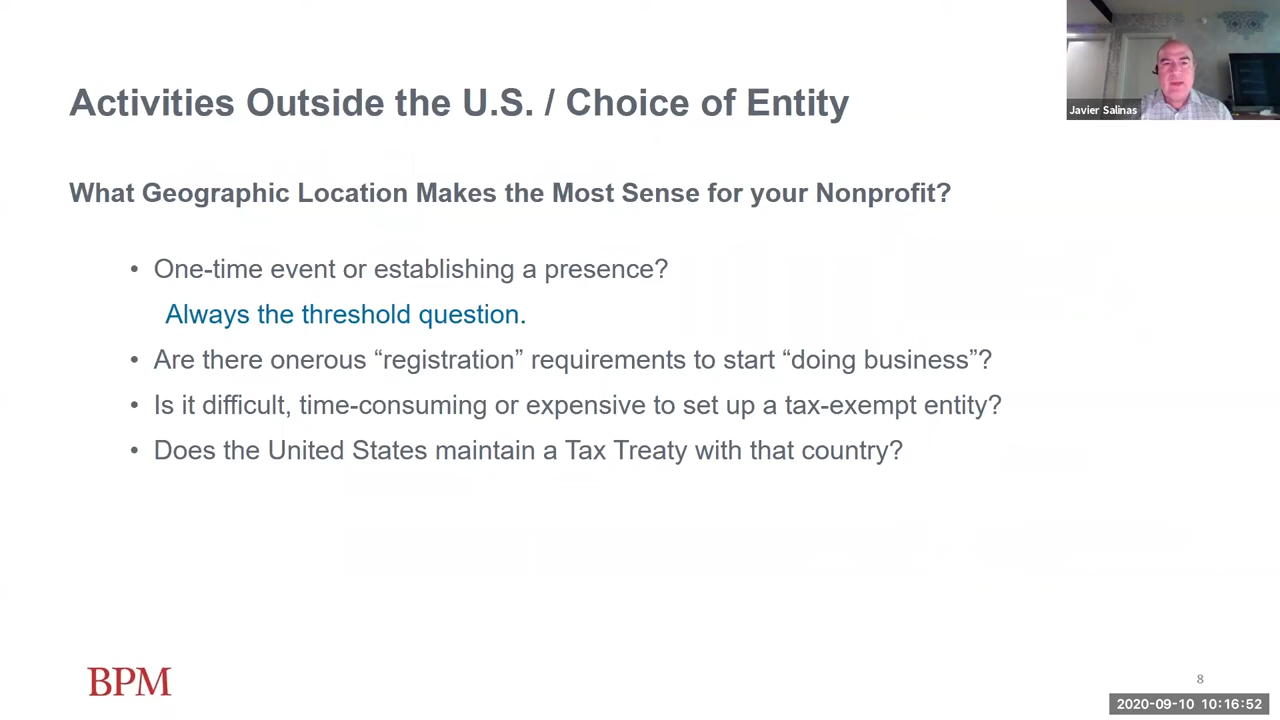 Activities Outside the U.S. / Choice of Entity
Javier Salinas
What Geographic Location Makes the Most Sense for your Nonprofit?
• One-time event or establishing a presence?
Always the threshold question.
• Are there onerous “registration” requirements to start “doing business”?
• Is it difficult, time-consuming or expensive to set up a tax-exempt entity?
• Does the United States maintain a Tax Treaty with that country?
BPM
8
2020-09-10 10:16:52